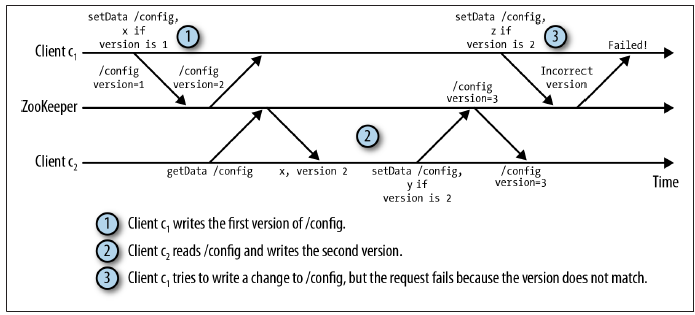 setData /config,
x if
version is 1
1
setData /config,
z if
version is 2
3
Failed!
Client c1
/config
version=1
/config
version=2
Incorrect
version
/config
version=3
ZooKeeper
2
Client c2
getData /config
x, version 2
setData /config,
y if
version is 2
/config
version=3
Time
1 Client c1 writes the first version of /config.
2 Client c2 reads /config and writes the second version.
3 Client c1 tries to write a change to /config, but the request fails because the version does not match.